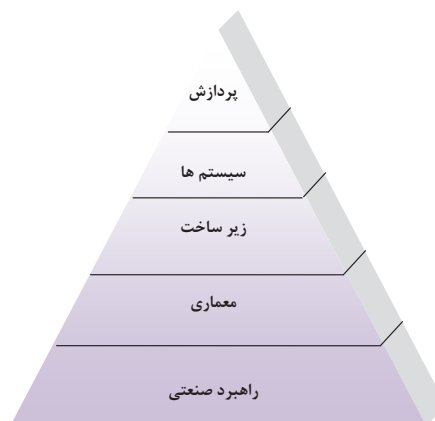 پردازش
سیستم ها
زیر ساخت
معماری
راهبرد صنعتی